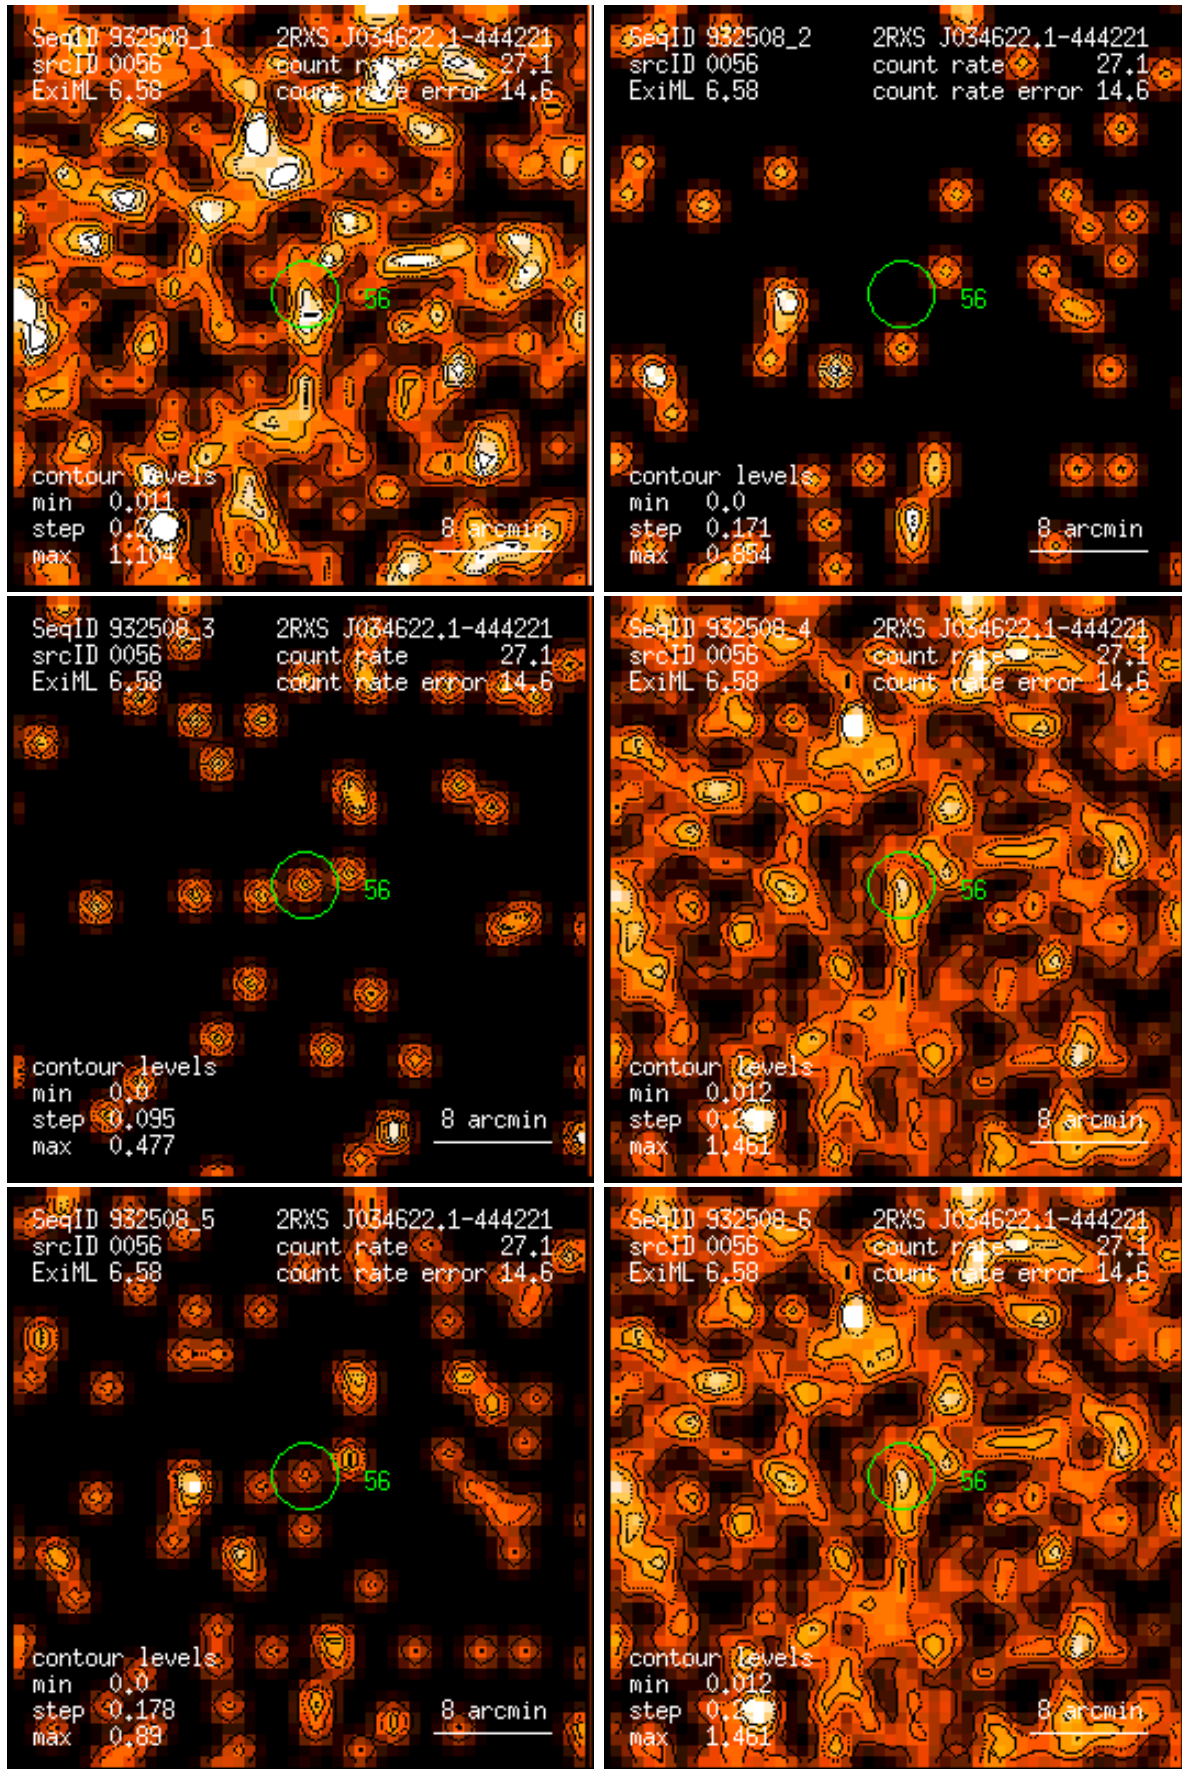 SeqID 932508_1 2RXS J034622.1-444221
srcID 0056 count rate 27.1
ExiML 6.58 count rate error 14.6
56
contour levels
min 0.011
step
max 1.104
8 arcmin
SeqID 932508_2 2RXS J034622.1-444221
srcID 0056 count rate 27.1
ExiML 6.58 count rate error 14.6
56
contour levels
min 0.0
step 0.171
max 0.854
8 arcmin
SeqID 932508_3 2RXS J034622.1-444221
srcID 0056 count rate 27.1
ExiML 6.58 count rate error 14.6
56
contour levels
min 0.0
step 0.095
max 0.477
8 arcmin
SeqID 932508_4 2RXS J034622.1-444221
srcID 0056 count rate 27.1
ExiML 6.58 count rate error 14.6
56
contour levels
min 0.012
step
max 1.461
8 arcmin
SeqID 932508_5 2RXS J034622.1-444221
srcID 0056 count rate 27.1
ExiML 6.58 count rate error 14.6
56
contour levels
min 0.0
step 0.178
max 0.89
8 arcmin
SeqID 932508_6 2RXS J034622.1-444221
srcID 0056 count rate 27.1
ExiML 6.58 count rate error 14.6
56
contour levels
min 0.012
step
max 1.461
8 arcmin